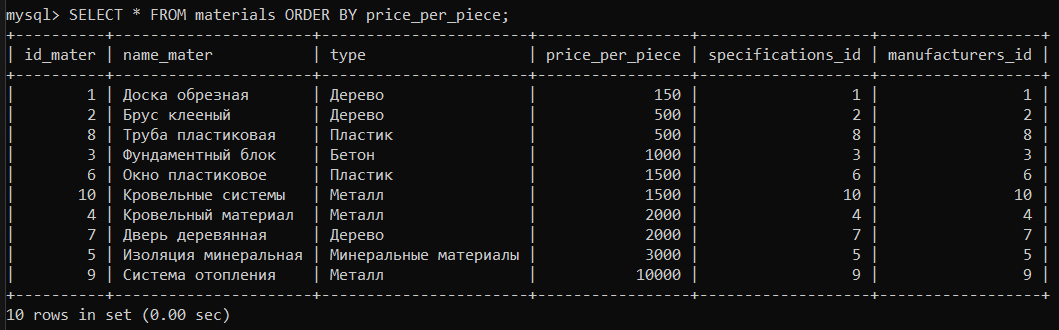 mysql> SELECT * FROM materials ORDER BY price_per_piece;
+----------+-----------------------+------------------------+-----------------+-------------------+------------------+
| id_mater | name_mater            | type                   | price_per_piece | specifications_id | manufacturers_id |
+----------+-----------------------+------------------------+-----------------+-------------------+------------------+
|        1 | Доска обрезная        | Дерево                 |             150 |                 1 |                1 |
|        2 | Брус клееный          | Дерево                 |             500 |                 2 |                2 |
|        8 | Труба пластиковая     | Пластик                |             500 |                 8 |                8 |
|        3 | Фундаментный блок     | Бетон                  |            1000 |                 3 |                3 |
|        6 | Окно пластиковое      | Пластик                |            1500 |                 6 |                6 |
|       10 | Кровельные системы    | Металл                 |            1500 |                10 |               10 |
|        4 | Кровельный материал   | Металл                 |            2000 |                 4 |                4 |
|        7 | Дверь деревянная      | Дерево                 |            2000 |                 7 |                7 |
|        5 | Изоляция минеральная  | Минеральные материалы  |            3000 |                 5 |                5 |
|        9 | Система отопления     | Металл                 |           10000 |                 9 |                9 |
+----------+-----------------------+------------------------+-----------------+-------------------+------------------+
10 rows in set (0.00 sec)